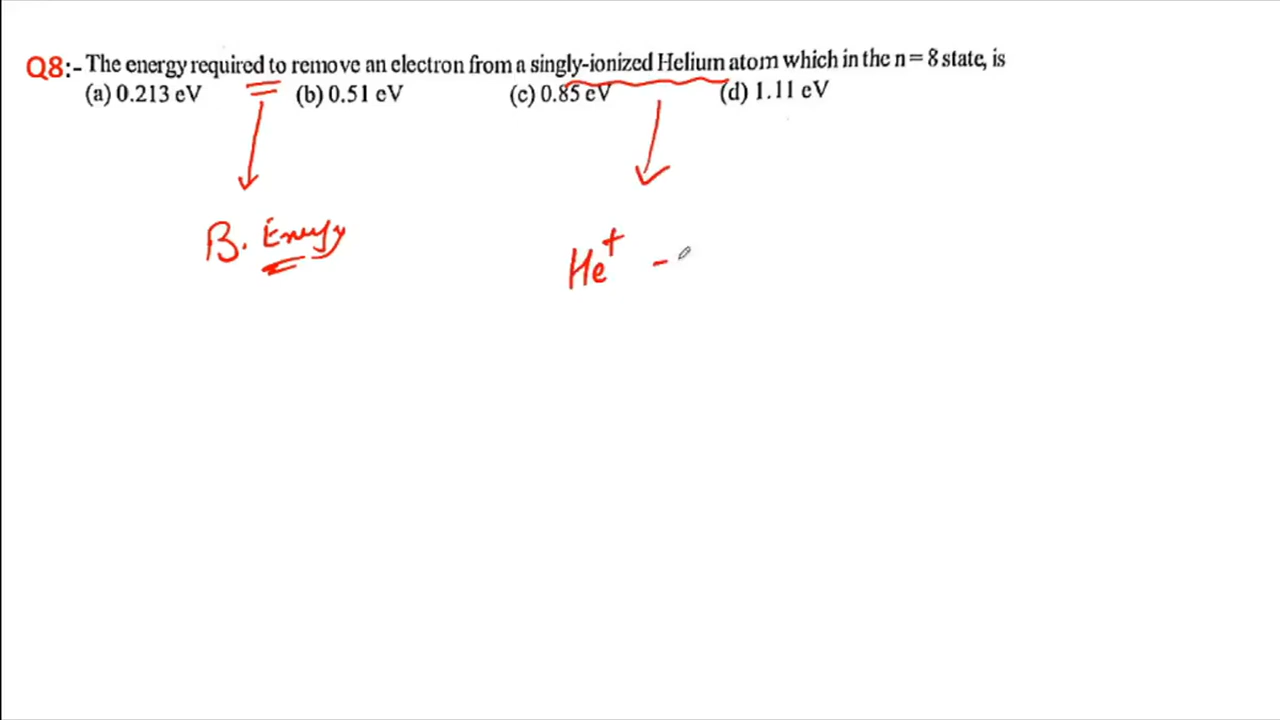 Q8:- The energy required to remove an electron from a singly-ionized Helium atom which in the n = 8 state, is
(a) 0.213 eV (b) 0.51 eV (c) 0.85 eV (d) 1.11 eV
B. Energy He⁺ -